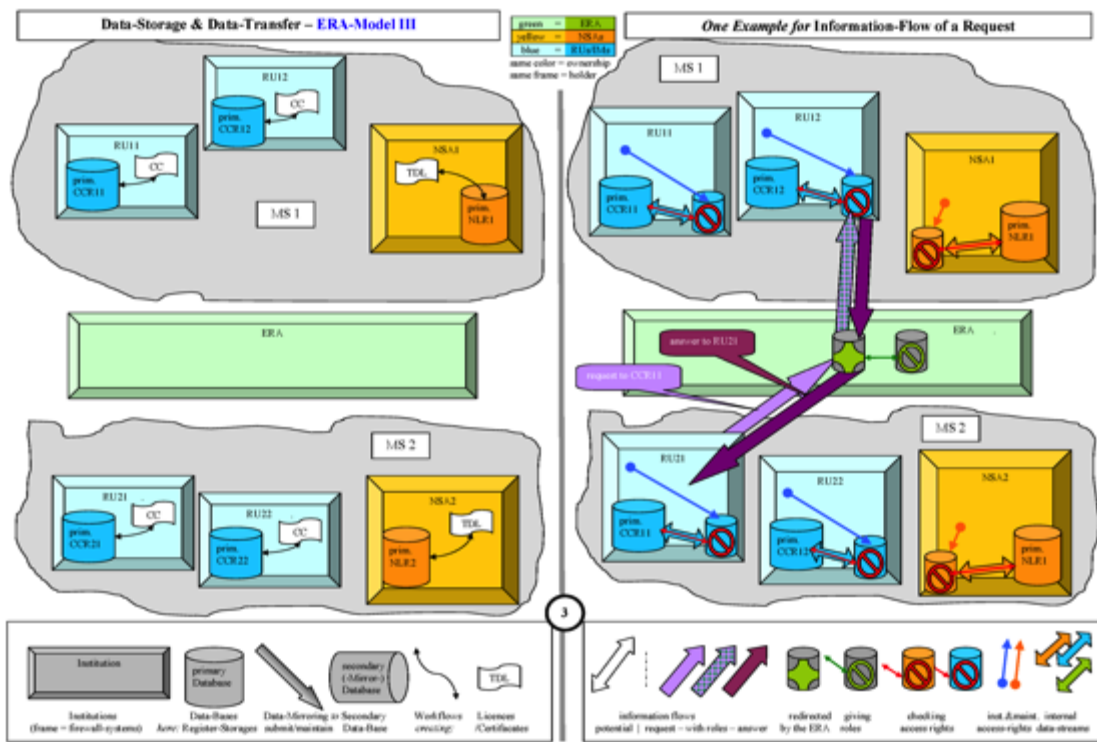 Data-Storage & Data-Transfer – ERA-Model III
green = ERA
yellow = NSAs
blue = RUs/IMs
same color = ownership
same frame = holder
One Example for Information-Flow of a Request
RU12
CC
prim.
CCR12
RU11
CC
prim.
CCR11
MS 1
NSA1
TDL
prim.
NLR1
ERA
MS 2
RU21
CC
prim.
CCR21
RU22
CC
prim.
CCR22
NSA2
TDL
prim.
NLR2
MS 1
RU11
prim.
CCR11
RU12
prim.
CCR12
NSA1
prim.
NLR1
ERA
answer to RU21
request to CCR11
MS 2
RU21
prim.
CCR11
RU22
prim.
CCR12
NSA2
prim.
NLR1
3
Institution
primary
Database
secondary
(-Mirror-)
Database
TDL
Institutions
(frame = firewall-systems)
Data-Bases
here: Register-Storages
Data-Mirroring to Secondary
submit/maintain Data-Base
Workflows
creating:
Licences
/Certificates
information flows
potential | request – with roles – answer
redirected
by the ERA
giving
roles
checking
access rights
inst.&maint.
access-rights
internal
data-streams